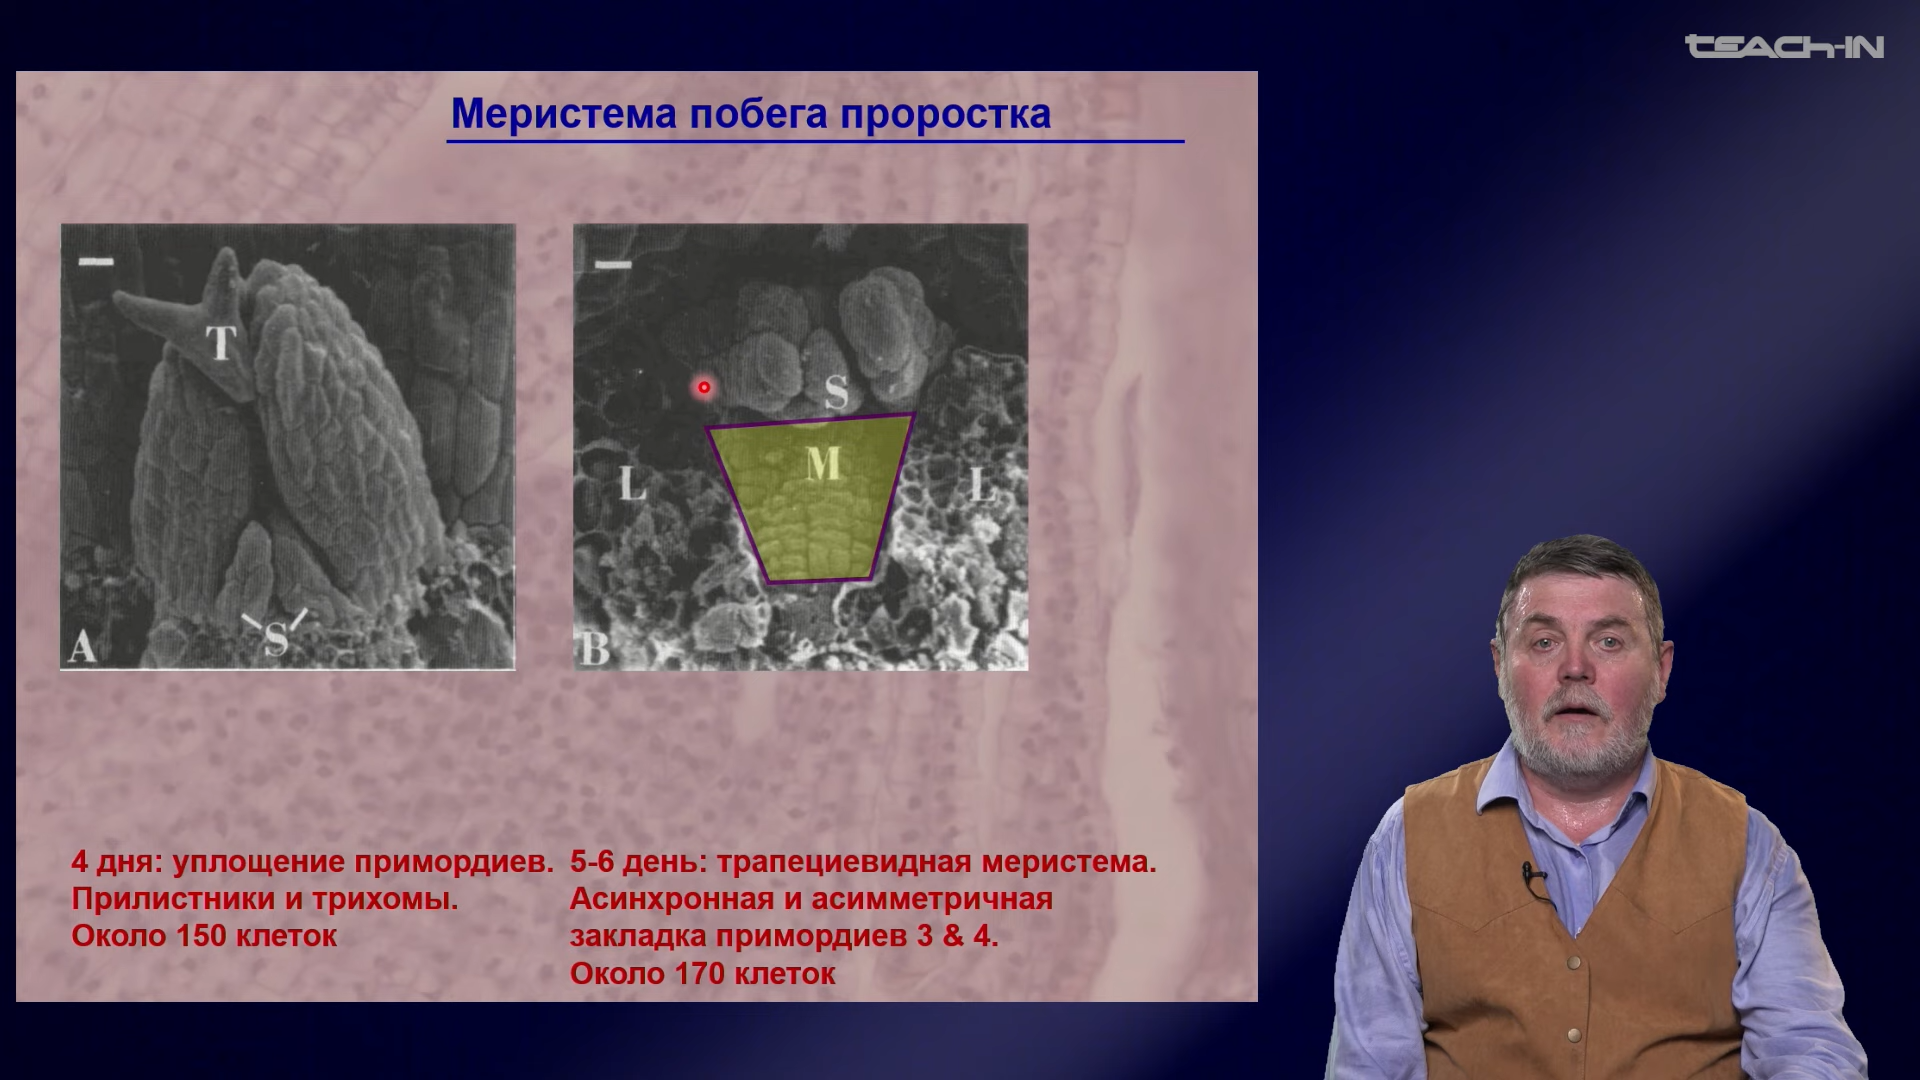 TEACH-IN
Меристема побега проростка
T
S
A
S
M
L
L
B
4 дня: уплощение примордиев.
Прилистники и трихомы.
Около 150 клеток
5-6 день: трапециевидная меристема.
Асинхронная и асимметричная
закладка примордиев 3 & 4.
Около 170 клеток